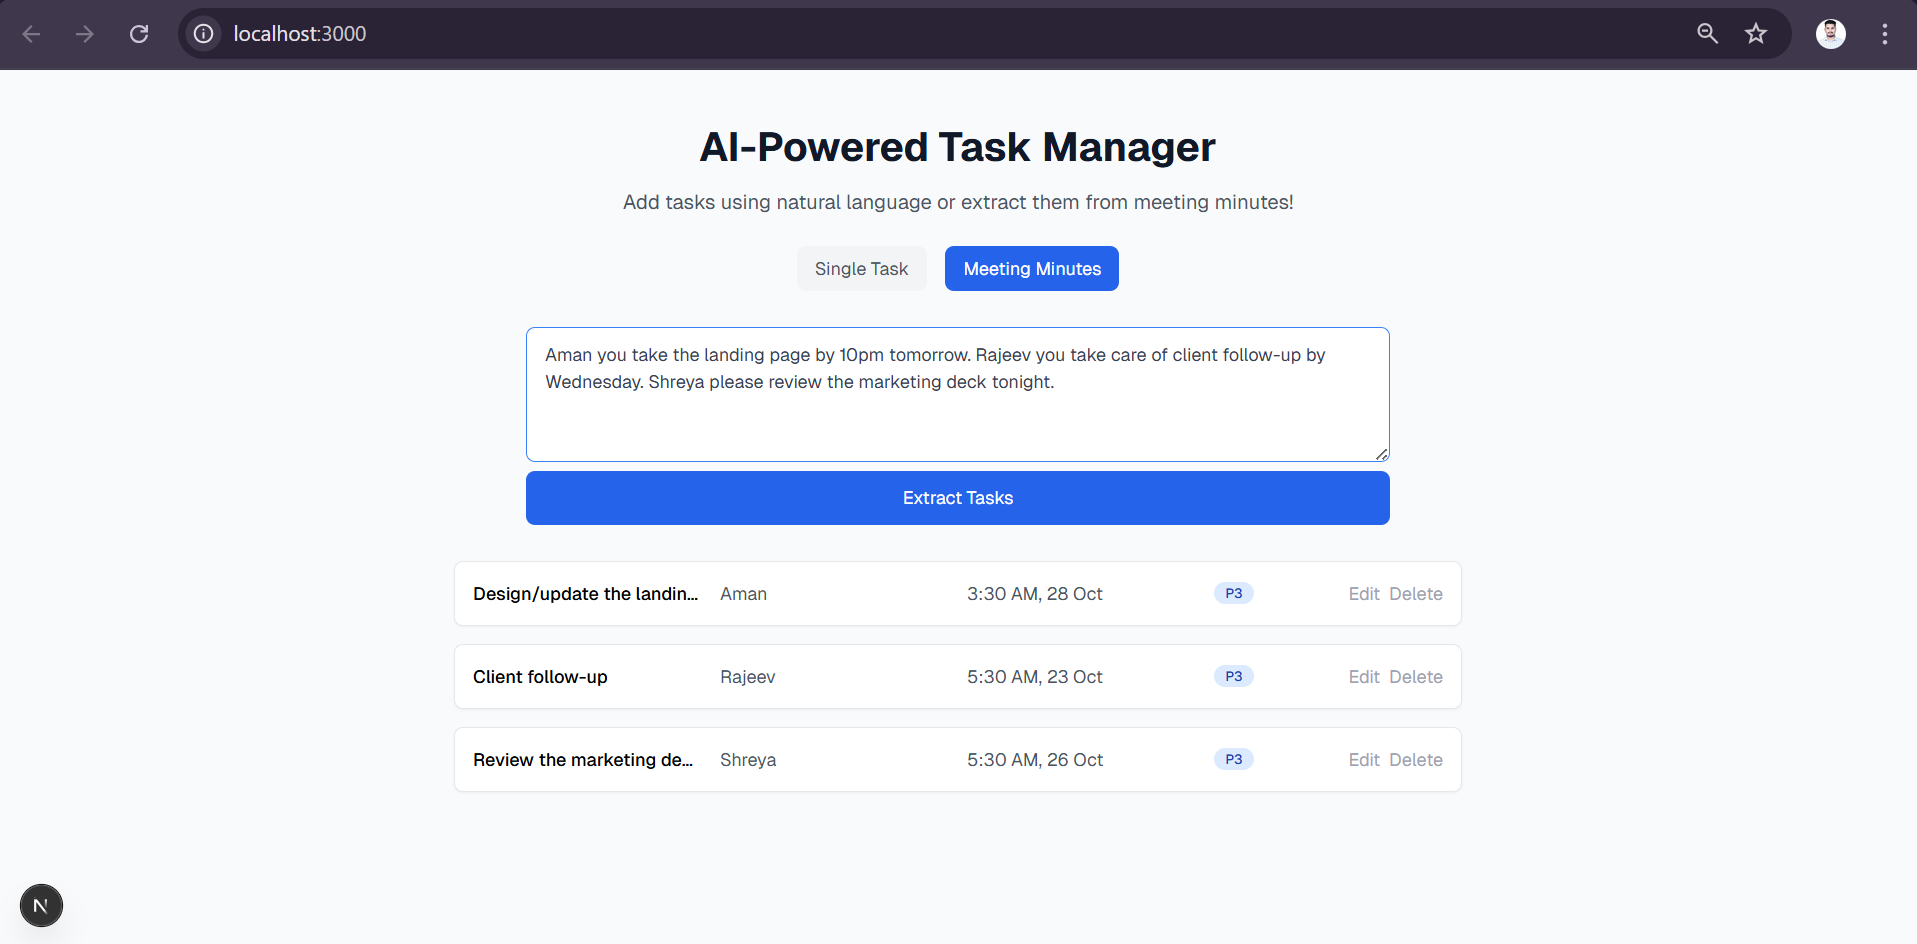 localhost:3000
AI-Powered Task Manager
Add tasks using natural language or extract them from meeting minutes!
Single Task Meeting Minutes
Aman you take the landing page by 10pm tomorrow. Rajeev you take care of client follow-up by
Wednesday. Shreya please review the marketing deck tonight.
Extract Tasks
Design/update the landin... Aman 3:30 AM, 28 Oct P3 Edit Delete
Client follow-up Rajeev 5:30 AM, 23 Oct P3 Edit Delete
Review the marketing de... Shreya 5:30 AM, 26 Oct P3 Edit Delete
N